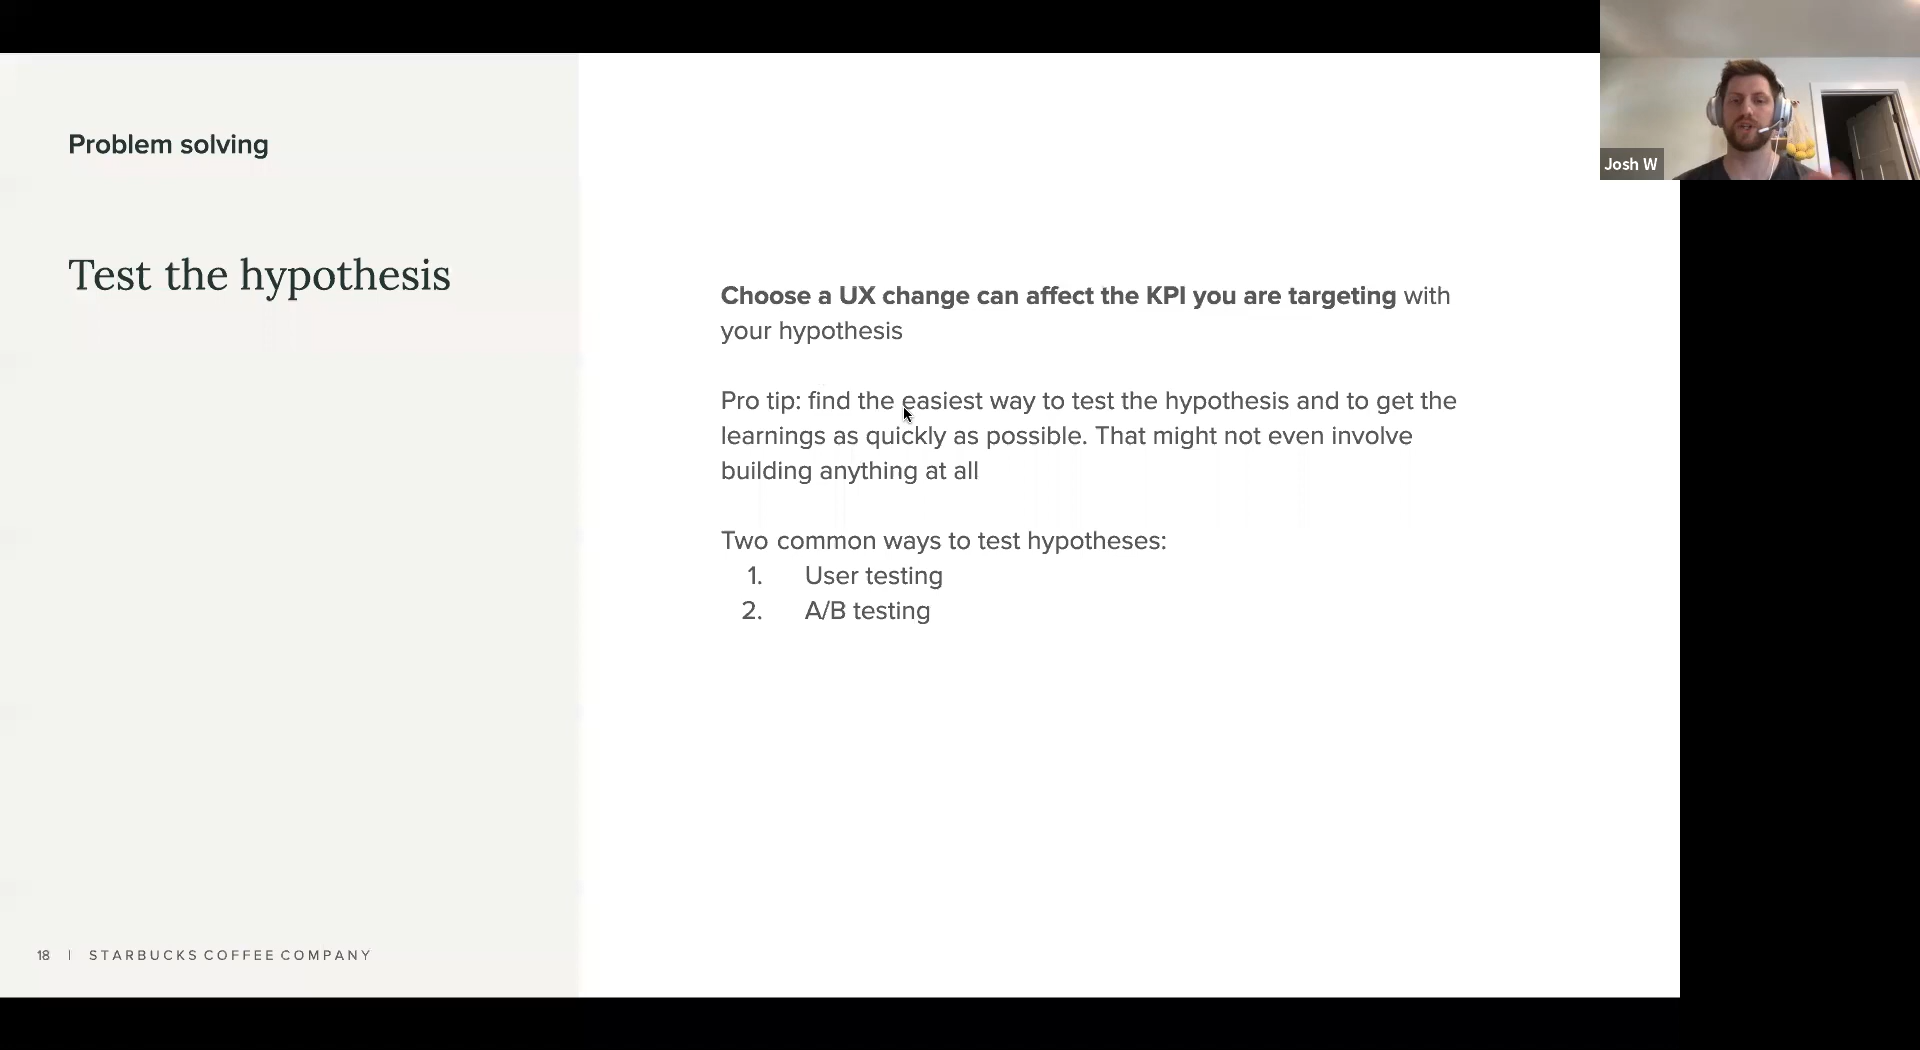 Problem solving
Test the hypothesis
Choose a UX change can affect the KPI you are targeting with
your hypothesis
Pro tip: find the easiest way to test the hypothesis and to get the
learnings as quickly as possible. That might not even involve
building anything at all
Two common ways to test hypotheses:
1. User testing
2. A/B testing
18 | STARBUCKS COFFEE COMPANY
Josh W